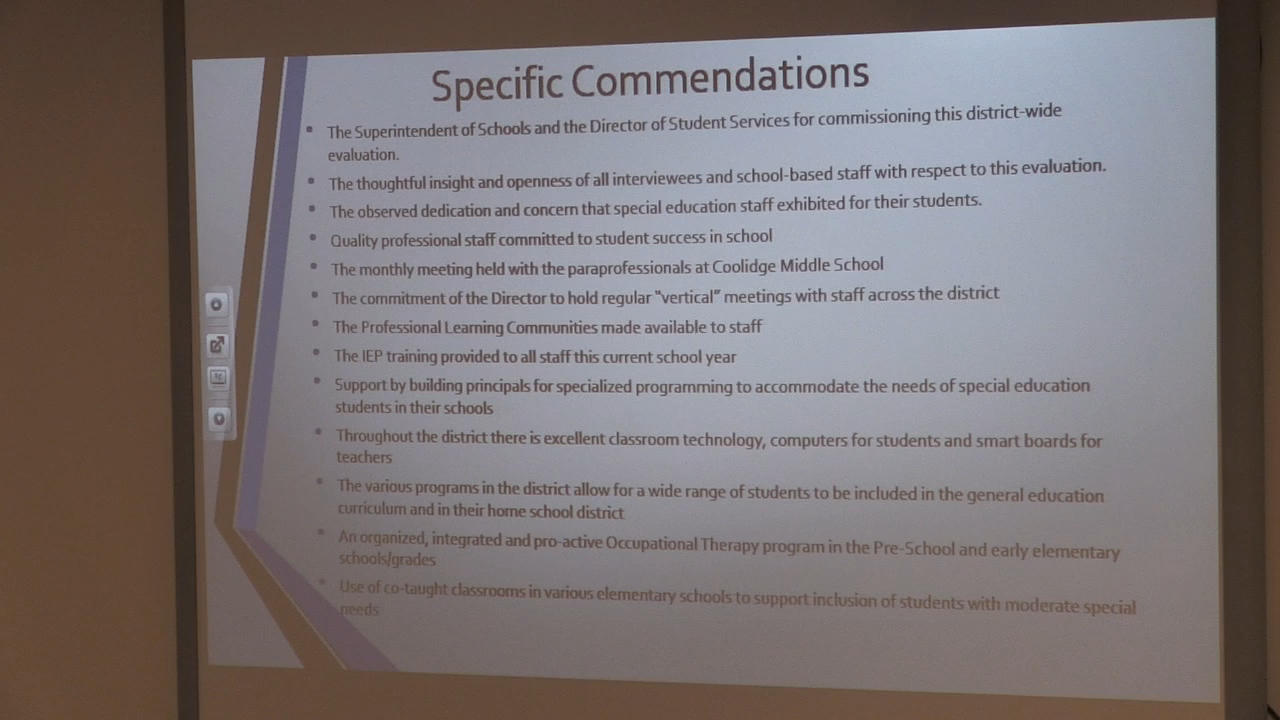 Specific Commendations
The Superintendent of Schools and the Director of Student Services for commissioning this district-wide
evaluation.
The thoughtful insight and openness of all interviewees and school-based staff with respect to this evaluation.
The observed dedication and concern that special education staff exhibited for their students.
Quality professional staff committed to student success in school
The monthly meeting held with the paraprofessionals at Coolidge Middle School
The commitment of the Director to hold regular “vertical” meetings with staff across the district
The Professional Learning Communities made available to staff
The IEP training provided to all staff this current school year
Support by building principals for specialized programming to accommodate the needs of special education
students in their schools
Throughout the district there is excellent classroom technology, computers for students and smart boards for
teachers
The various programs in the district allow for a wide range of students to be included in the general education
curriculum and in their home school district
An organized, integrated and pro-active Occupational Therapy program in the Pre-School and early elementary
schools/grades
Use of co-taught classrooms in various elementary schools to support inclusion of students with moderate special
needs